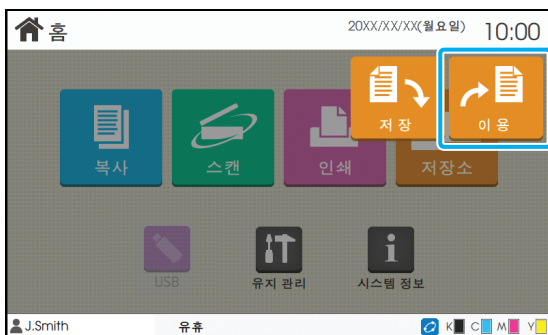 홈
20XX/XX/XX(월요일) 10:00
저장 이용
복사 스캔 인쇄 저장소
USB 유지 관리 시스템 정보
J.Smith 유휴 K C M Y